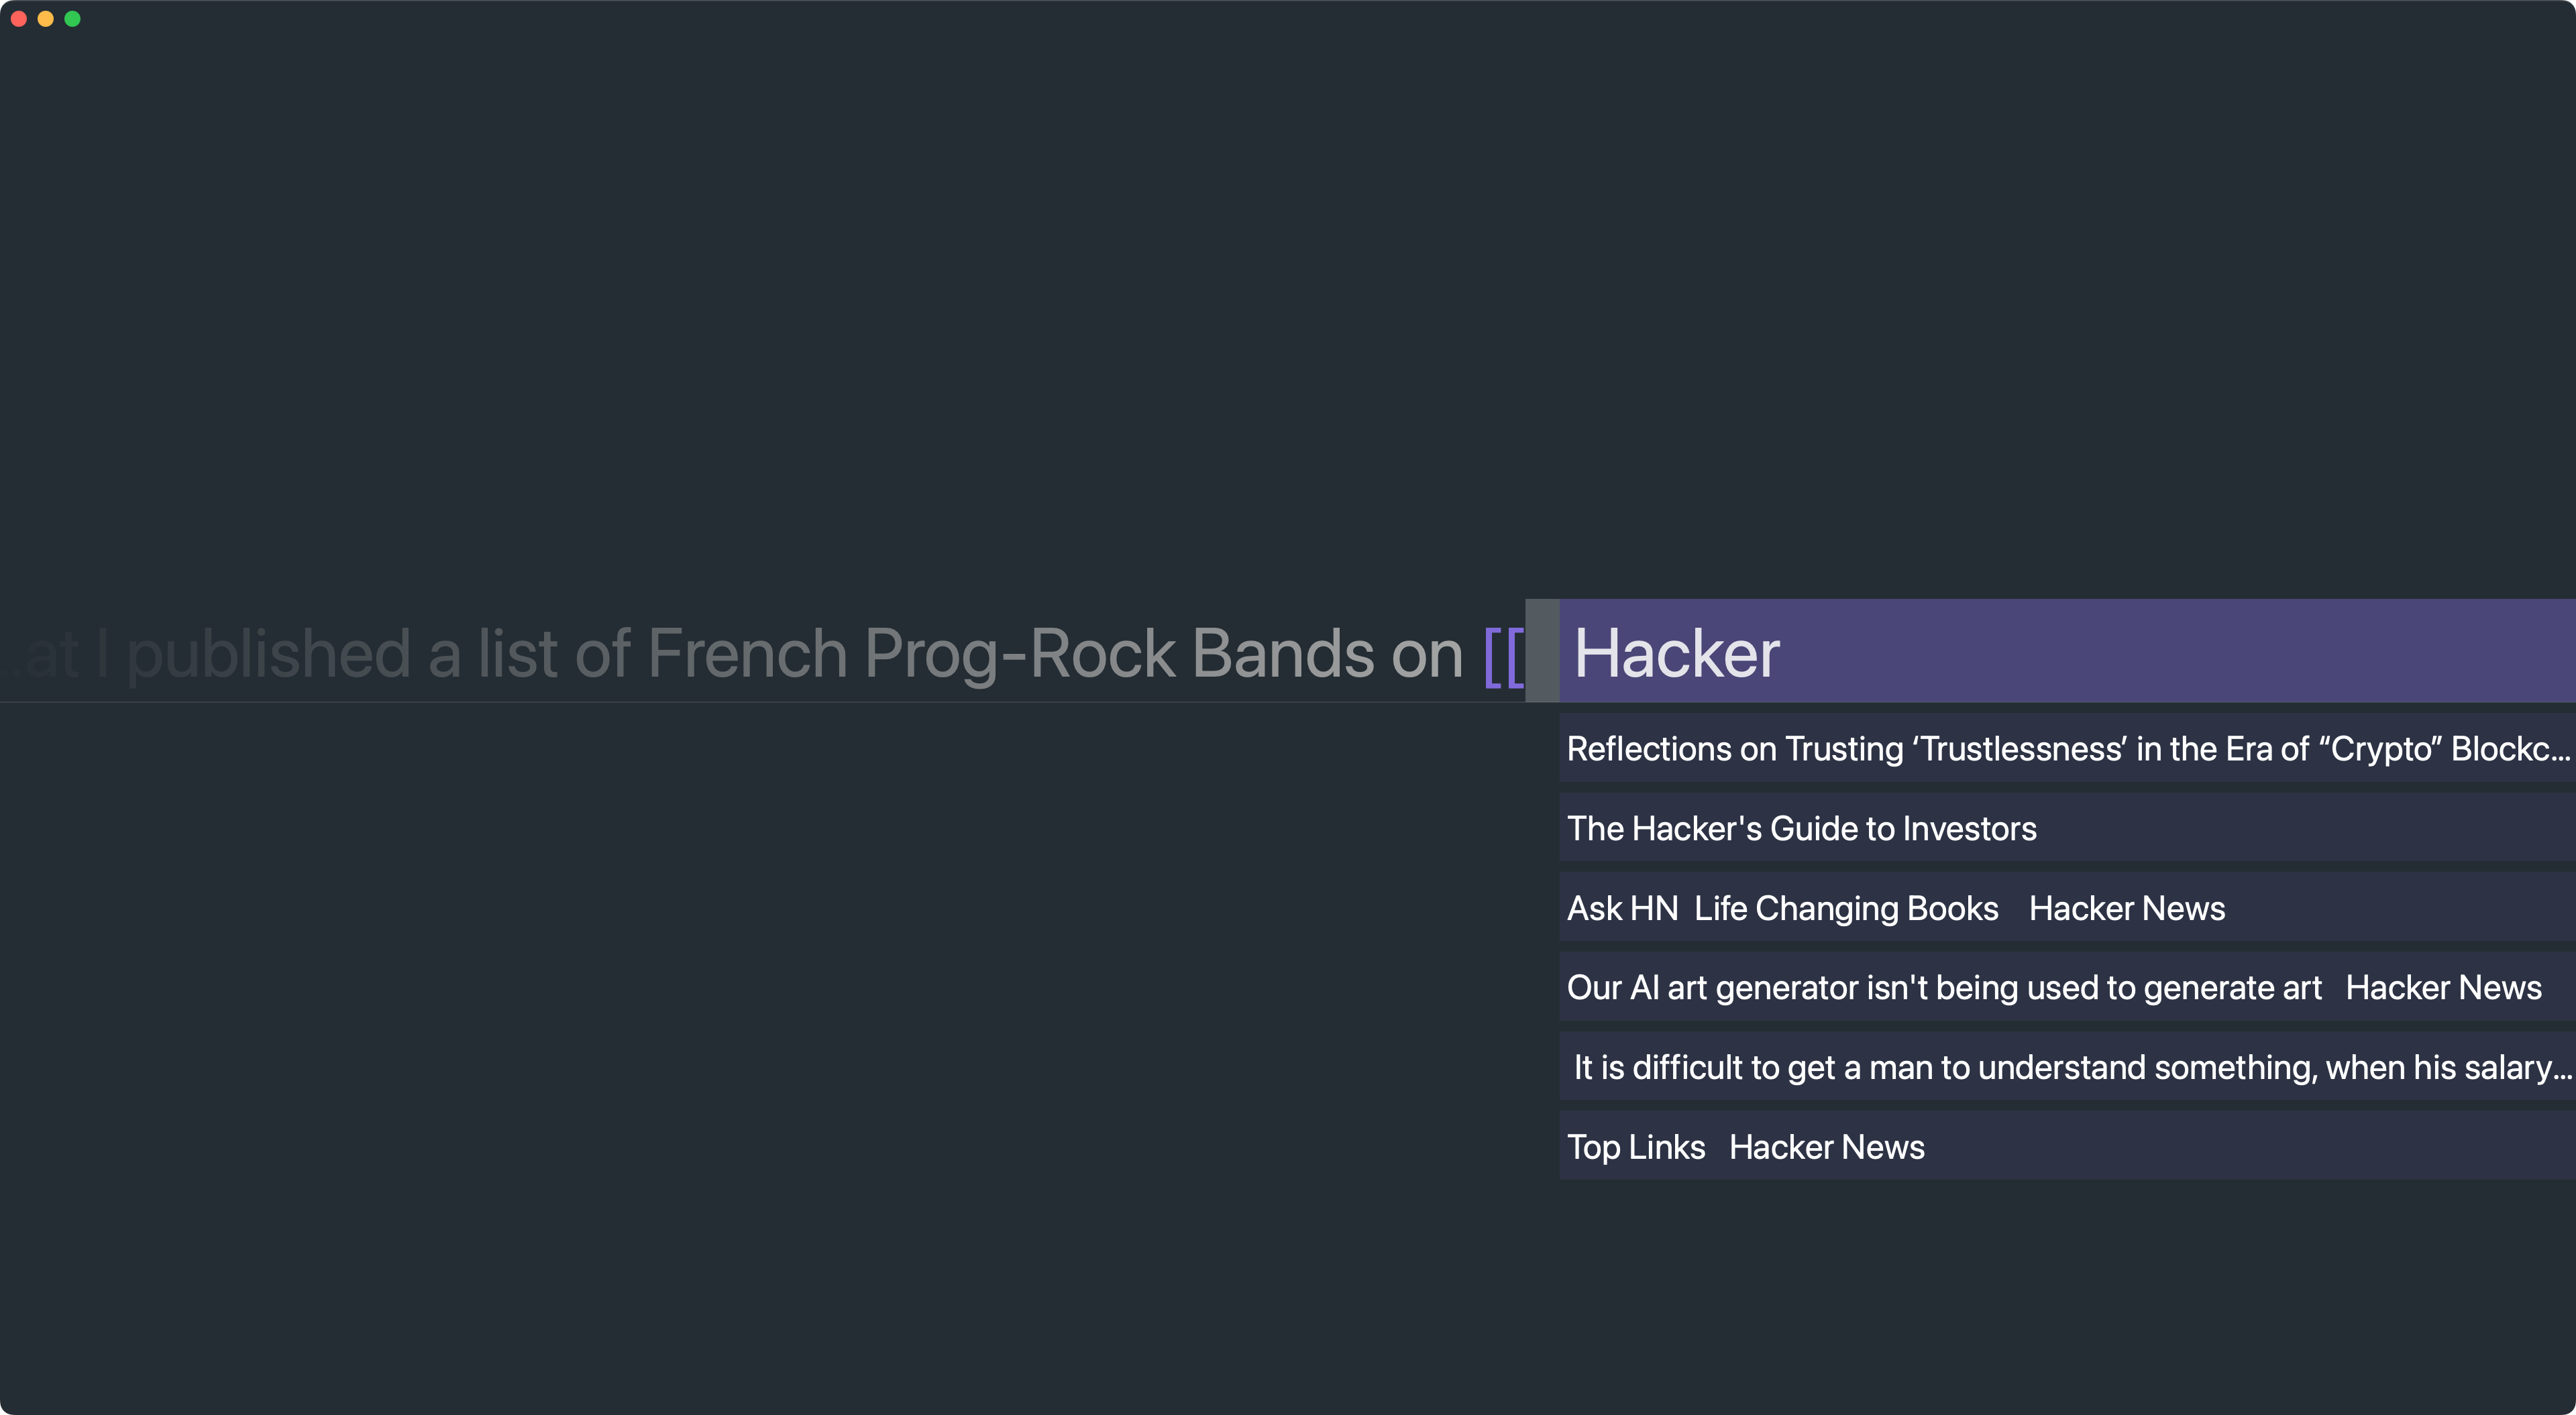 ...at I published a list of French Prog-Rock Bands on [[ Hacker
Reflections on Trusting ‘Trustlessness’ in the Era of “Crypto” Blockc...
The Hacker's Guide to Investors
Ask HN  Life Changing Books    Hacker News
Our AI art generator isn't being used to generate art   Hacker News
It is difficult to get a man to understand something, when his salary...
Top Links   Hacker News